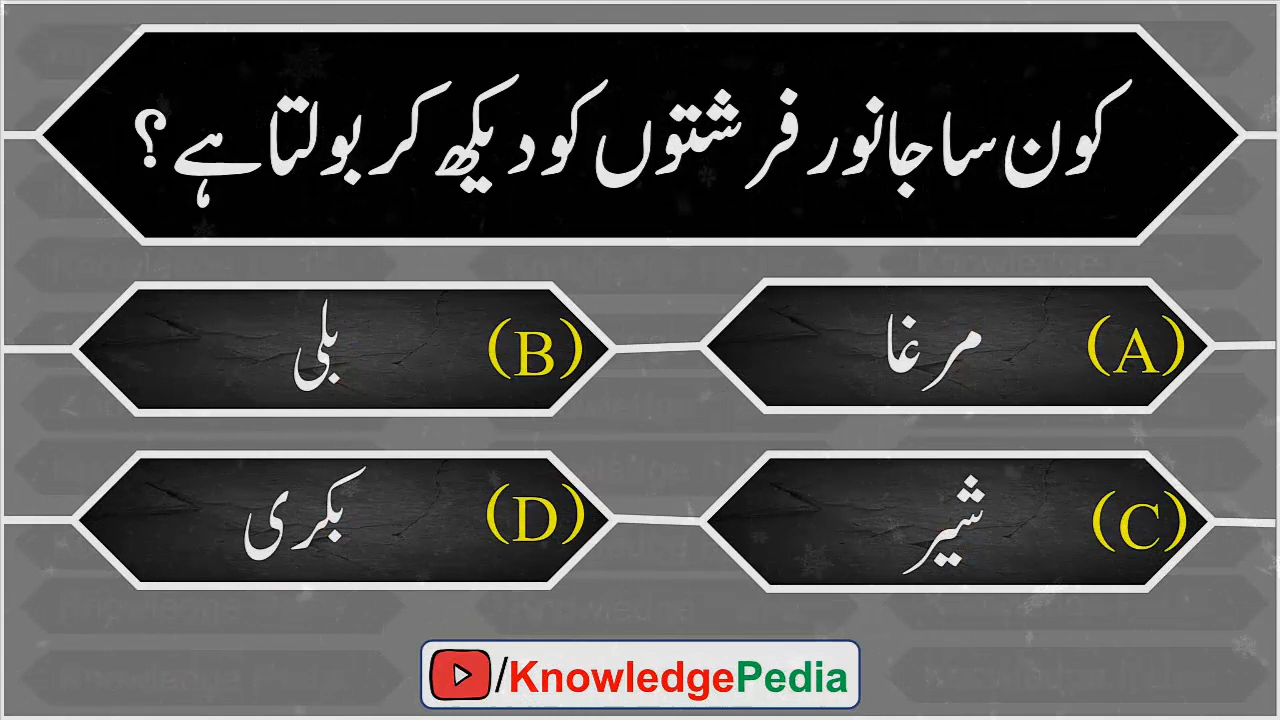 کون سا جانور فرشتوں کو دیکھ کر بولتا ہے؟
(A) مرغا
(B) بلی
(C) شیر
(D) بکری
/KnowledgePedia